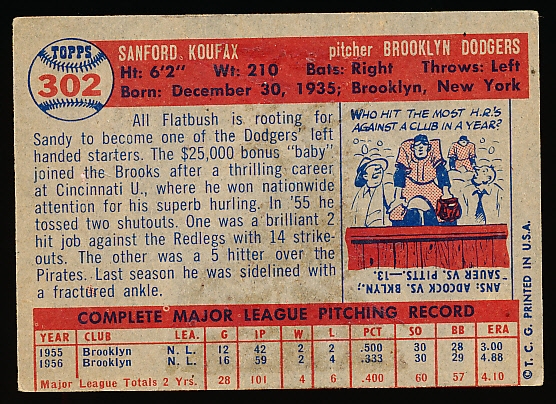 TOPPS
302
SANFORD KOUFAX pitcher BROOKLYN DODGERS
Ht: 6'2" Wt: 210 Bats: Right Throws: Left
Born: December 30, 1935; Brooklyn, New York
All Flatbush is rooting for
Sandy to become one of the Dodgers' left
handed starters. The $25,000 bonus "baby"
joined the Brooks after a thrilling career
at Cincinnati U., where he won nationwide
attention for his superb hurling. In '55 he
tossed two shutouts. One was a brilliant 2
hit job against the Redlegs with 14 strike-
outs. The other was a 5 hitter over the
Pirates. Last season he was sidelined with
a fractured ankle.
WHO HIT THE MOST H.R.'S
AGAINST A CLUB IN A YEAR?
ANS: ADCOCK VS. BKLYN.;
SAUER VS. PITTS—13.
COMPLETE MAJOR LEAGUE PITCHING RECORD
YEAR CLUB LEA. G IP W L PCT SO BB ERA
1955 Brooklyn N. L. 12 42 2 2 .500 30 28 3.00
1956 Brooklyn N. L. 16 59 2 4 .333 30 29 4.88
Major League Totals 2 Yrs. 28 101 4 6 .400 60 57 4.10
© T. C. G. PRINTED IN U.S.A.